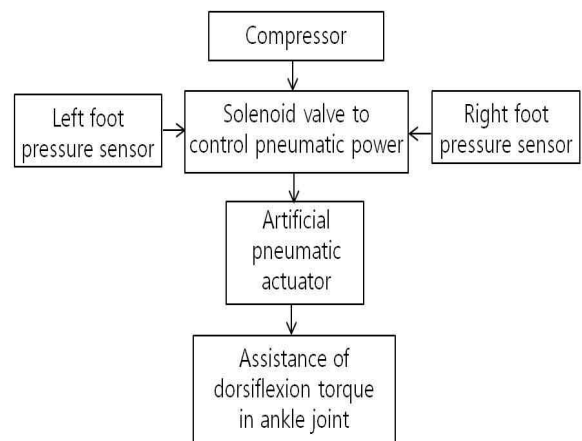 Compressor
Left foot
pressure sensor
Solenoid valve to
control pneumatic power
Right foot
pressure sensor
Artificial
pneumatic
actuator
Assistance of
dorsiflexion torque
in ankle joint